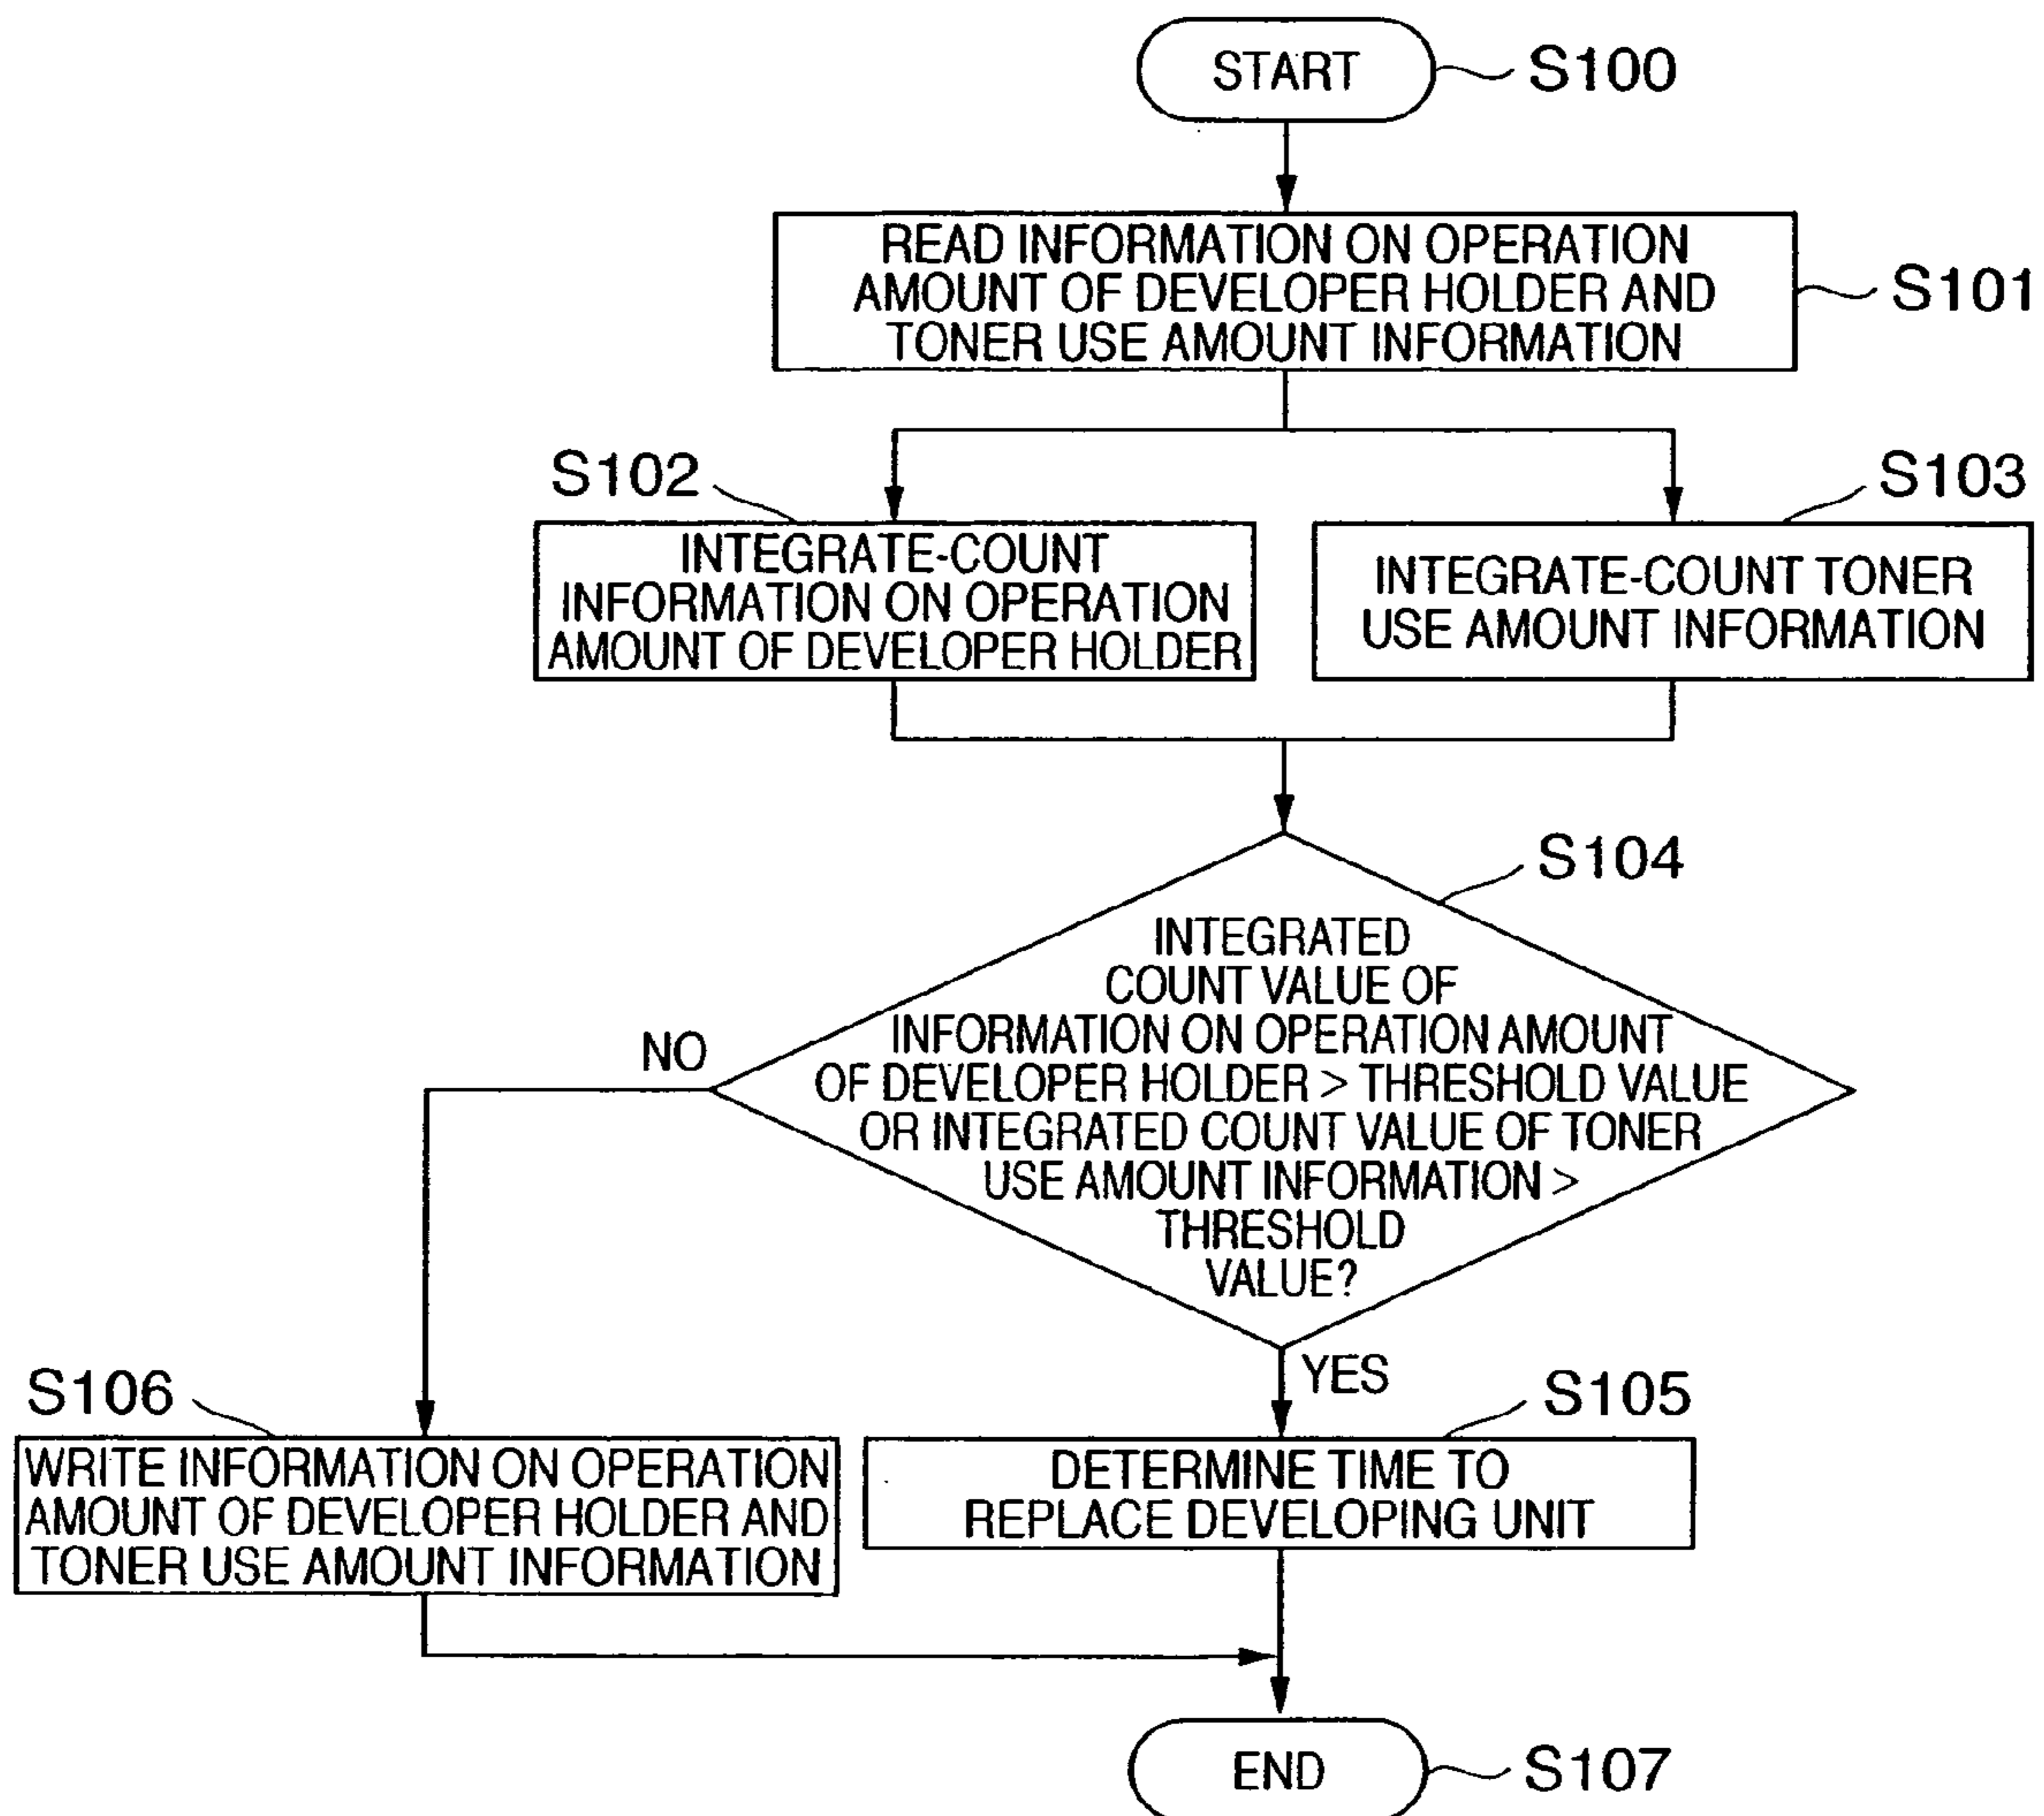 START
S100
READ INFORMATION ON OPERATION
AMOUNT OF DEVELOPER HOLDER AND
TONER USE AMOUNT INFORMATION
S101
S102
INTEGRATE-COUNT
INFORMATION ON OPERATION
AMOUNT OF DEVELOPER HOLDER
S103
INTEGRATE-COUNT TONER
USE AMOUNT INFORMATION
S104
INTEGRATED
COUNT VALUE OF
INFORMATION ON OPERATION AMOUNT
OF DEVELOPER HOLDER > THRESHOLD VALUE
OR INTEGRATED COUNT VALUE OF TONER
USE AMOUNT INFORMATION >
THRESHOLD
VALUE?
NO
YES
S106
WRITE INFORMATION ON OPERATION
AMOUNT OF DEVELOPER HOLDER AND
TONER USE AMOUNT INFORMATION
S105
DETERMINE TIME TO
REPLACE DEVELOPING UNIT
END
S107